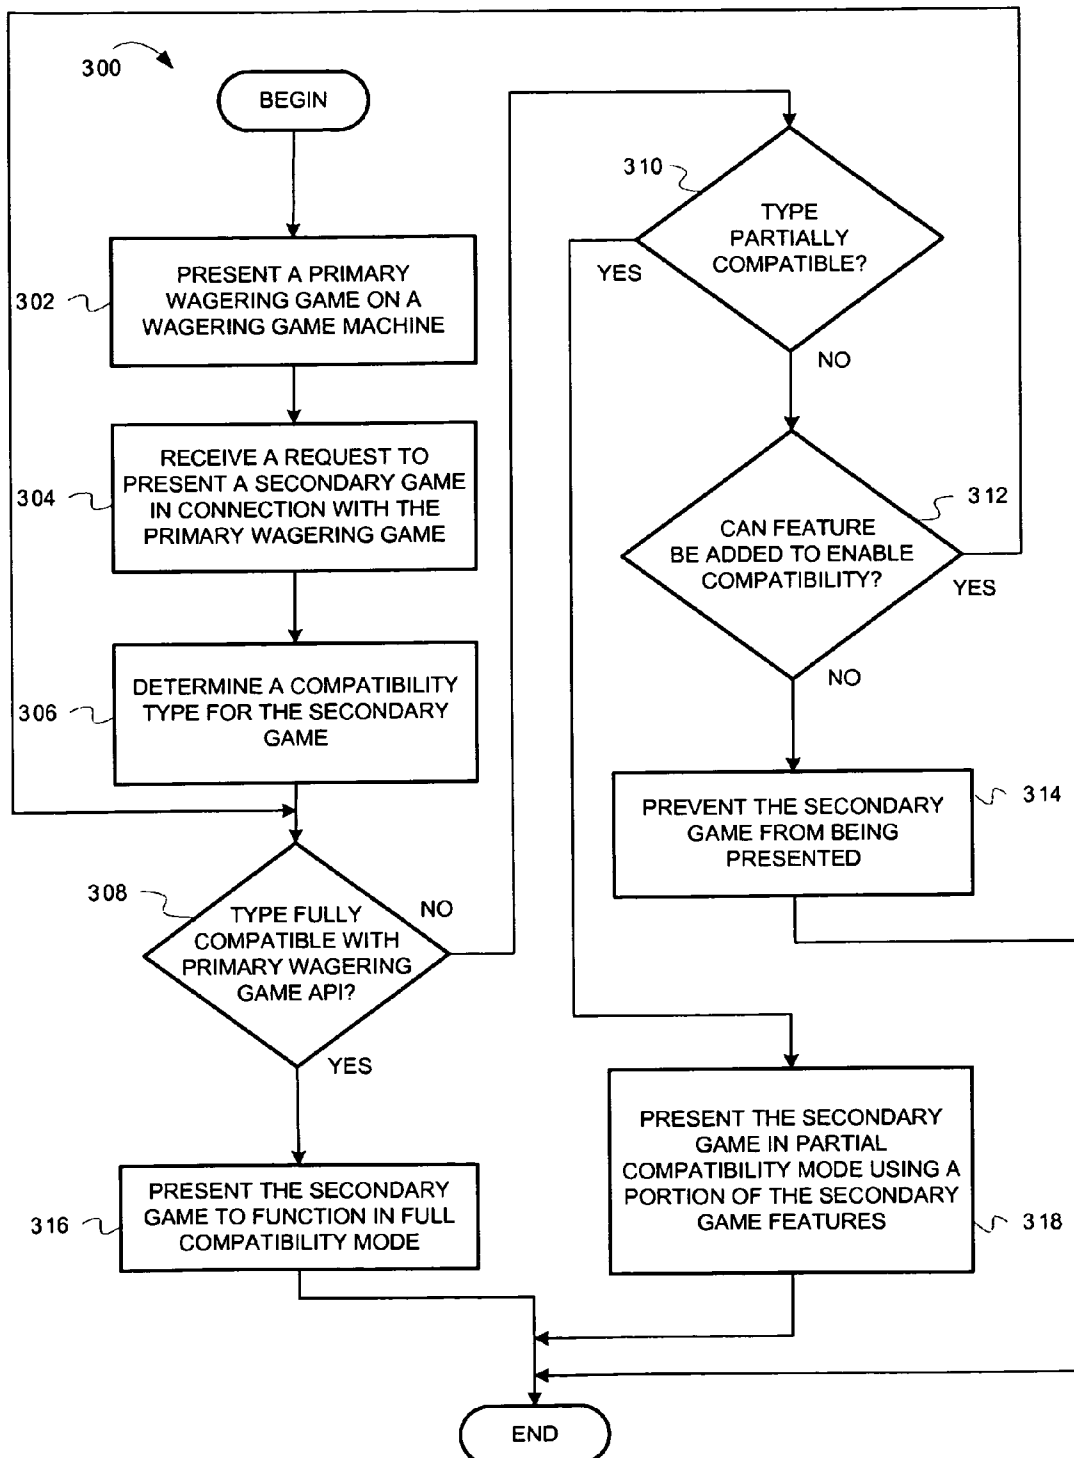 300
BEGIN
302
PRESENT A PRIMARY
WAGERING GAME ON A
WAGERING GAME MACHINE
304
RECEIVE A REQUEST TO
PRESENT A SECONDARY GAME
IN CONNECTION WITH THE
PRIMARY WAGERING GAME
306
DETERMINE A COMPATIBILITY
TYPE FOR THE SECONDARY
GAME
308
TYPE FULLY
COMPATIBLE WITH
PRIMARY WAGERING
GAME API?
NO
YES
316
PRESENT THE SECONDARY
GAME TO FUNCTION IN FULL
COMPATIBILITY MODE
310
TYPE
PARTIALLY
COMPATIBLE?
YES
NO
312
CAN FEATURE
BE ADDED TO ENABLE
COMPATIBILITY?
YES
NO
314
PREVENT THE SECONDARY
GAME FROM BEING
PRESENTED
PRESENT THE SECONDARY
GAME IN PARTIAL
COMPATIBILITY MODE USING A
PORTION OF THE SECONDARY
GAME FEATURES
318
END